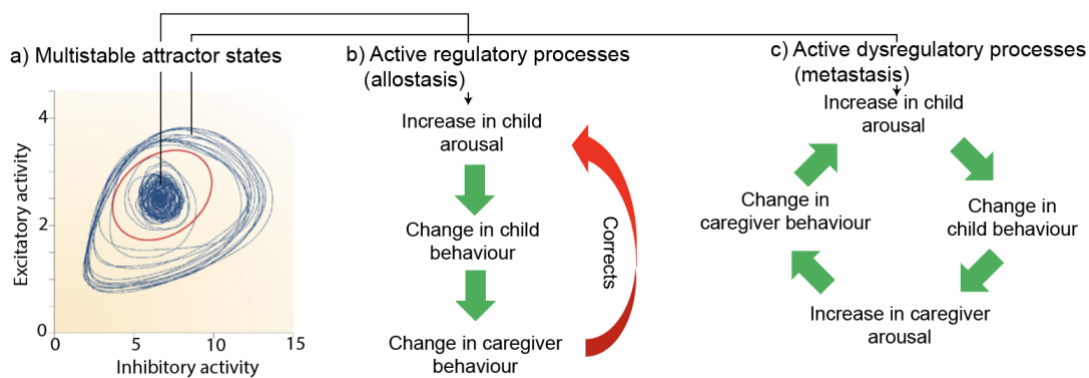 a) Multistable attractor states
Excitatory activity
4
2
0
0
5
10
15
Inhibitory activity
b) Active regulatory processes
(allostasis)
Increase in child
arousal
Change in child
behaviour
Change in caregiver
behaviour
Corrects
c) Active dysregulatory processes
(metastasis)
Increase in child
arousal
Change in
child behaviour
Increase in caregiver
arousal
Change in
caregiver behaviour